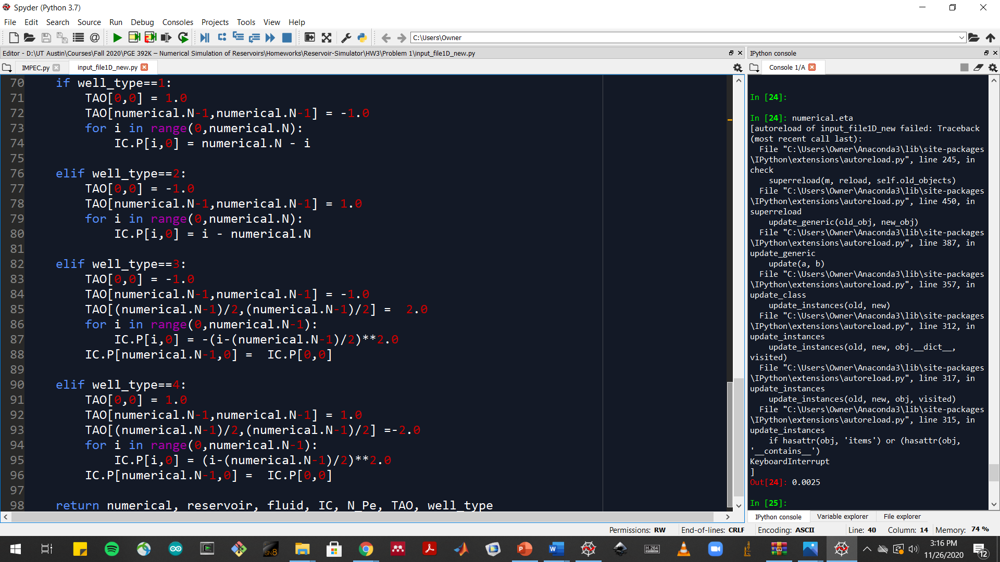 Spyder (Python 3.7)
File Edit Search Source Run Debug Consoles Projects Tools View Help
C:\Users\Owner
Editor - D:\UT Austin\Courses\Fall 2020\PGE 392K – Numerical Simulation of Reservoirs\Homeworks\Reservoir-Simulator\HW3\Problem 1\input_file1D_new.py
IMPEC.py input_file1D_new.py
70 if well_type==1:
71 TAO[0,0] = 1.0
72 TAO[numerical.N-1,numerical.N-1] = -1.0
73 for i in range(0,numerical.N):
74 IC.P[i,0] = numerical.N - i
75
76 elif well_type==2:
77 TAO[0,0] = -1.0
78 TAO[numerical.N-1,numerical.N-1] = 1.0
79 for i in range(0,numerical.N):
80 IC.P[i,0] = i - numerical.N
81
82 elif well_type==3:
83 TAO[0,0] = -1.0
84 TAO[numerical.N-1,numerical.N-1] = -1.0
85 TAO[(numerical.N-1)/2,(numerical.N-1)/2] =  2.0
86 for i in range(0,numerical.N-1):
87 IC.P[i,0] = -(i-(numerical.N-1)/2)**2.0
88 IC.P[numerical.N-1,0] =  IC.P[0,0]
89
90 elif well_type==4:
91 TAO[0,0] = 1.0
92 TAO[numerical.N-1,numerical.N-1] = 1.0
93 TAO[(numerical.N-1)/2,(numerical.N-1)/2] =-2.0
94 for i in range(0,numerical.N-1):
95 IC.P[i,0] = (i-(numerical.N-1)/2)**2.0
96 IC.P[numerical.N-1,0] =  IC.P[0,0]
97
98 return numerical, reservoir, fluid, IC, N_Pe, TAO, well_type
IPython console
Console 1/A
In [24]:
In [24]: numerical.eta
[autoreload of input_file1D_new failed: Traceback
(most recent call last):
File "C:\Users\Owner\Anaconda3\lib\site-packages
\IPython\extensions\autoreload.py", line 245, in
check
superreload(m, reload, self.old_objects)
File "C:\Users\Owner\Anaconda3\lib\site-packages
\IPython\extensions\autoreload.py", line 450, in
superreload
update_generic(old_obj, new_obj)
File "C:\Users\Owner\Anaconda3\lib\site-packages
\IPython\extensions\autoreload.py", line 387, in
update_generic
update(a, b)
File "C:\Users\Owner\Anaconda3\lib\site-packages
\IPython\extensions\autoreload.py", line 357, in
update_class
update_instances(old, new)
File "C:\Users\Owner\Anaconda3\lib\site-packages
\IPython\extensions\autoreload.py", line 312, in
update_instances
update_instances(old, new, obj.__dict__,
visited)
File "C:\Users\Owner\Anaconda3\lib\site-packages
\IPython\extensions\autoreload.py", line 317, in
update_instances
update_instances(old, new, obj, visited)
File "C:\Users\Owner\Anaconda3\lib\site-packages
\IPython\extensions\autoreload.py", line 315, in
update_instances
if hasattr(obj, 'items') or (hasattr(obj,
'__contains__')
KeyboardInterrupt
]
Out[24]: 0.0025
In [25]:
IPython console Variable explorer File explorer
Permissions: RW End-of-lines: CRLF Encoding: ASCII Line: 40 Column: 14 Memory: 74 %
SN8
H.264
3:16 PM
11/26/2020
12